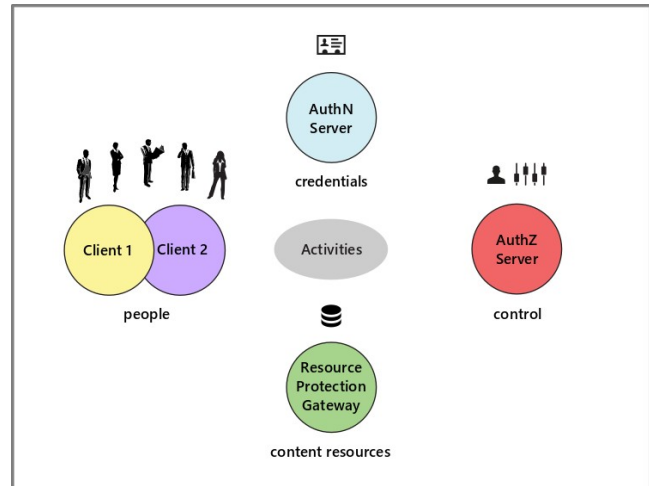 AuthN
Server
credentials
Client 1
Client 2
people
Activities
AuthZ
Server
control
Resource
Protection
Gateway
content resources